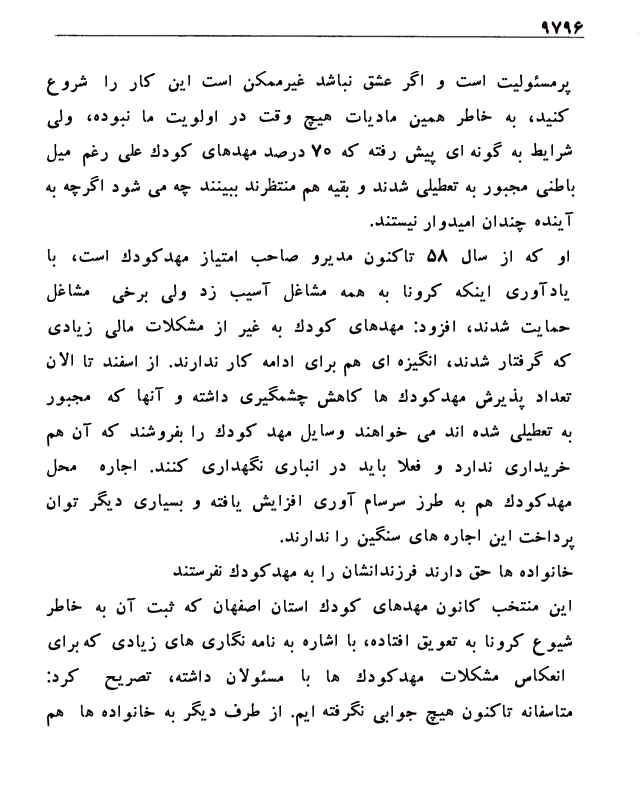 ۹۷۹۶
پرمسئولیت است و اگر عشق نباشد غیرممکن است این کار را شروع
کنید، به خاطر همین مادیات هیچ وقت در اولویت ما نبوده، ولی
شرایط به گونه ای پیش رفته که ۷۰ درصد مهدهای کودك علی رغم میل
باطنی مجبور به تعطیلی شدند و بقیه هم منتظرند ببینند چه می شود اگرچه به
آینده چندان امیدوار نیستند.
او که از سال ۵۸ تاکنون مدیرو صاحب امتیاز مهدکودك است، با
یادآوری اینکه کرونا به همه مشاغل آسیب زد ولی برخی مشاغل
حمایت شدند، افزود: مهدهای کودك به غیر از مشکلات مالی زیادی
که گرفتار شدند، انگیزه ای هم برای ادامه کار ندارند. از اسفند تا الان
تعداد پذیرش مهدکودك ها کاهش چشمگیری داشته و آنها که مجبور
به تعطیلی شده اند می خواهند وسایل مهد کودك را بفروشند که آن هم
خریداری ندارد و فعلا باید در انباری نگهداری کنند. اجاره محل
مهدکودك هم به طرز سرسام آوری افزایش یافته و بسیاری دیگر توان
پرداخت این اجاره های سنگین را ندارند.
خانواده ها حق دارند فرزندانشان را به مهدکودك نفرستند
این منتخب کانون مهدهای کودك استان اصفهان که ثبت آن به خاطر
شیوع کرونا به تعویق افتاده، با اشاره به نامه نگاری های زیادی که برای
انعکاس مشکلات مهدکودك ها با مسئولان داشته، تصریح کرد:
متاسفانه تاکنون هیچ جوابی نگرفته ایم. از طرف دیگر به خانواده ها هم